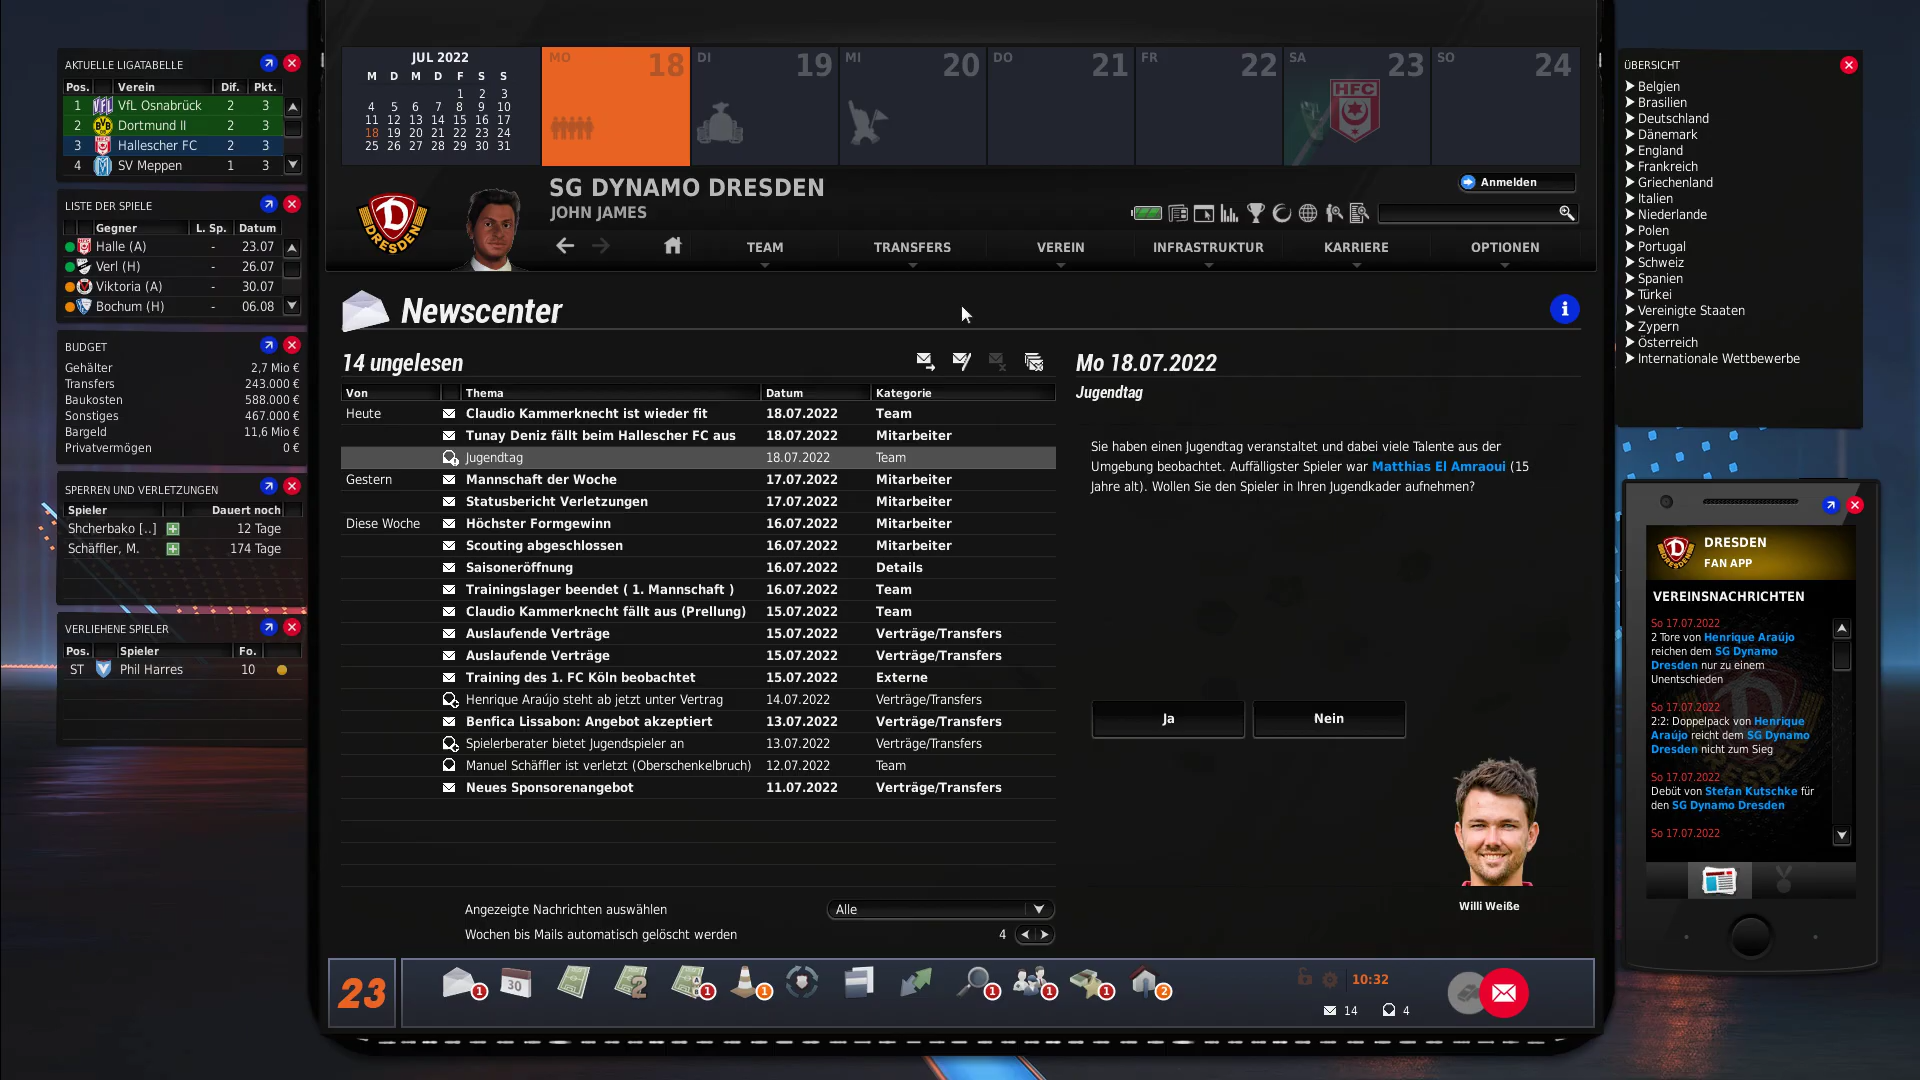 AKTUELLE LIGATABELLE
Pos. Verein Dif. Pkt.
1 VfL Osnabrück 2 3
2 Dortmund II 2 3
3 Hallescher FC 2 3
4 SV Meppen 1 3
LISTE DER SPIELE
Gegner L. Sp. Datum
Halle (A) - 23.07
Verl (H) - 26.07
Viktoria (A) - 30.07
Bochum (H) - 06.08
BUDGET
Gehälter 2,7 Mio €
Transfers 243.000 €
Baukosten 588.000 €
Sonstiges 467.000 €
Bargeld 11,6 Mio €
Privatvermögen 0 €
SPERREN UND VERLETZUNGEN
Spieler Dauert noch
Shcherbako [..] 12 Tage
Schäffler, M. 174 Tage
VERLIEHENE SPIELER
Pos. Spieler Fo.
ST Phil Harres 10
JUL 2022
M D M D F S S
1 2 3
4 5 6 7 8 9 10
11 12 13 14 15 16 17
18 19 20 21 22 23 24
25 26 27 28 29 30 31
MO 18
DI 19
MI 20
DO 21
FR 22
SA 23
HFC
SO 24
D
DRESDEN
SG DYNAMO DRESDEN
JOHN JAMES
Anmelden
TEAM TRANSFERS VEREIN INFRASTRUKTUR KARRIERE OPTIONEN
Newscenter
i
14 ungelesen
Von Thema Datum Kategorie
Heute Claudio Kammerknecht ist wieder fit 18.07.2022 Team
Tunay Deniz fällt beim Hallescher FC aus 18.07.2022 Mitarbeiter
Jugendtag 18.07.2022 Team
Gestern Mannschaft der Woche 17.07.2022 Mitarbeiter
Statusbericht Verletzungen 17.07.2022 Mitarbeiter
Diese Woche Höchster Formgewinn 16.07.2022 Mitarbeiter
Scouting abgeschlossen 16.07.2022 Mitarbeiter
Saisoneröffnung 16.07.2022 Details
Trainingslager beendet ( 1. Mannschaft ) 16.07.2022 Team
Claudio Kammerknecht fällt aus (Prellung) 15.07.2022 Team
Auslaufende Verträge 15.07.2022 Verträge/Transfers
Auslaufende Verträge 15.07.2022 Verträge/Transfers
Training des 1. FC Köln beobachtet 15.07.2022 Externe
Henrique Araújo steht ab jetzt unter Vertrag 14.07.2022 Verträge/Transfers
Benfica Lissabon: Angebot akzeptiert 13.07.2022 Verträge/Transfers
Spielerberater bietet Jugendspieler an 13.07.2022 Verträge/Transfers
Manuel Schäffler ist verletzt (Oberschenkelbruch) 12.07.2022 Team
Neues Sponsorenangebot 11.07.2022 Verträge/Transfers
Angezeigte Nachrichten auswählen Alle
Wochen bis Mails automatisch gelöscht werden 4
Mo 18.07.2022
Jugendtag
Sie haben einen Jugendtag veranstaltet und dabei viele Talente aus der
Umgebung beobachtet. Auffälligster Spieler war Matthias El Amraoui (15
Jahre alt). Wollen Sie den Spieler in Ihren Jugendkader aufnehmen?
Ja Nein
Willi Weiße
23
1 30 2 1 1 1 1 1 2
10:32
14 4
ÜBERSICHT
Belgien
Brasilien
Deutschland
Dänemark
England
Frankreich
Griechenland
Italien
Niederlande
Polen
Portugal
Schweiz
Spanien
Türkei
Vereinigte Staaten
Zypern
Österreich
Internationale Wettbewerbe
D
DRESDEN
DRESDEN
FAN APP
VEREINSNACHRICHTEN
So 17.07.2022
2 Tore von Henrique Araújo
reichen dem SG Dynamo
Dresden nur zu einem
Unentschieden
So 17.07.2022
2:2: Doppelpack von Henrique
Araújo reicht dem SG Dynamo
Dresden nicht zum Sieg
So 17.07.2022
Debüt von Stefan Kutschke für
den SG Dynamo Dresden
So 17.07.2022